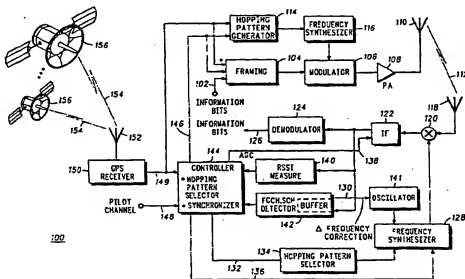 HOPPING
PATTERN
GENERATOR
114
FREQUENCY
SYNTHESIZER
116
110
156
104
106
108
112
102
FRAMING
MODULATOR
PA
INFORMATION
BITS
118
154
156
154
152
146
INFORMATION
BITS
124
DEMODULATOR
126
122
IF
120
144
AGC
138
150
GPS
RECEIVER
149
CONTROLLER
• HOPPING
PATTERN
SELECTOR
• SYNCHRONIZER
RSSI
MEASURE
140
130
141
OSCILLATOR
PILOT
CHANNEL
148
FCCH,SCH
DETECTOR
BUFFER
142
Δ FREQUENCY
CORRECTION
FREQUENCY
SYNTHESIZER
128
134
HOPPING PATTERN
SELECTOR
132
136
100